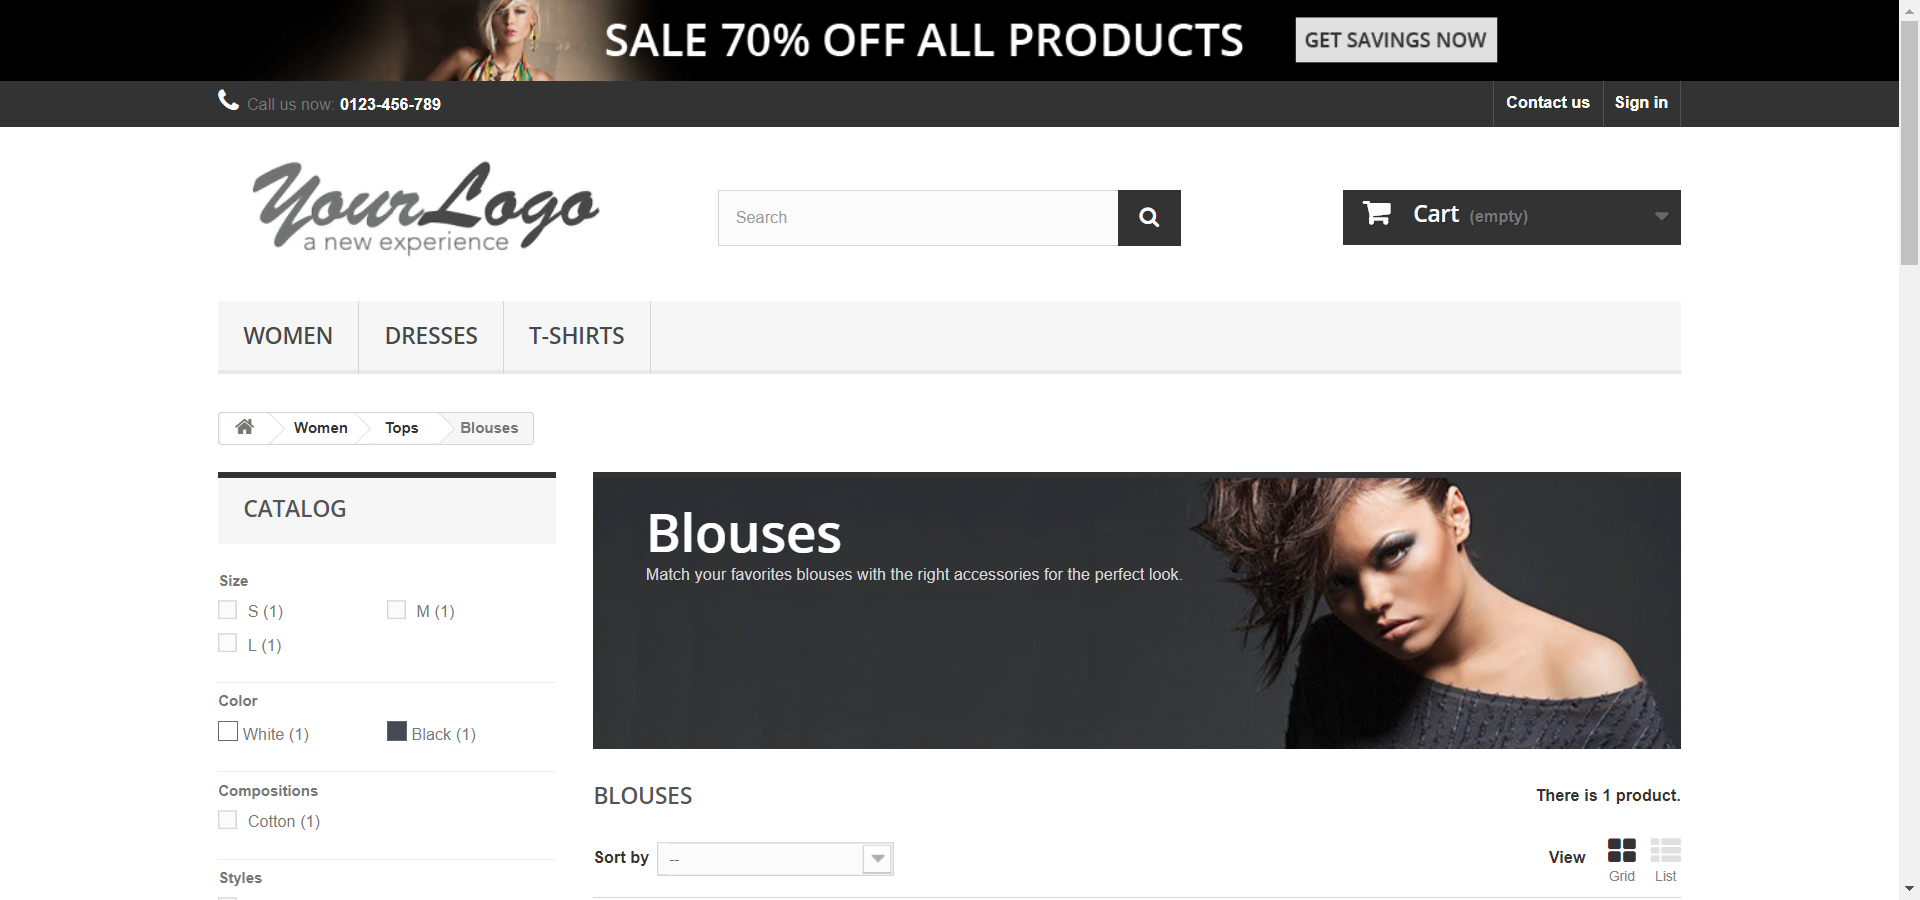 SALE 70% OFF ALL PRODUCTS
GET SAVINGS NOW
Call us now: 0123-456-789
Contact us
Sign in
YourLogo
a new experience
Search
Cart (empty)
WOMEN
DRESSES
T-SHIRTS
Women
Tops
Blouses
CATALOG
Size
S (1)
M (1)
L (1)
Color
White (1)
Black (1)
Compositions
Cotton (1)
Styles
Blouses
Match your favorites blouses with the right accessories for the perfect look.
BLOUSES
There is 1 product.
Sort by
--
View
Grid
List